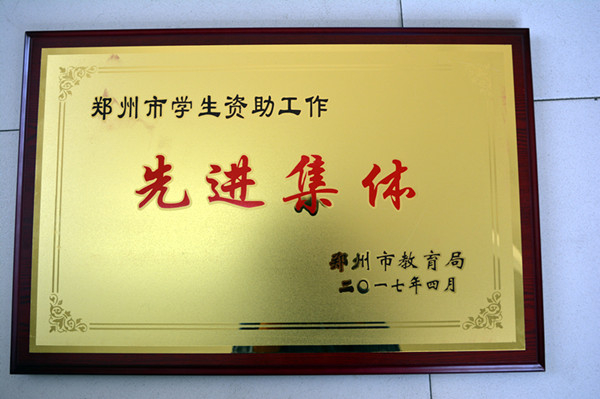 郑州市学生资助工作
先进集体
郑州市教育局
二〇一七年四月